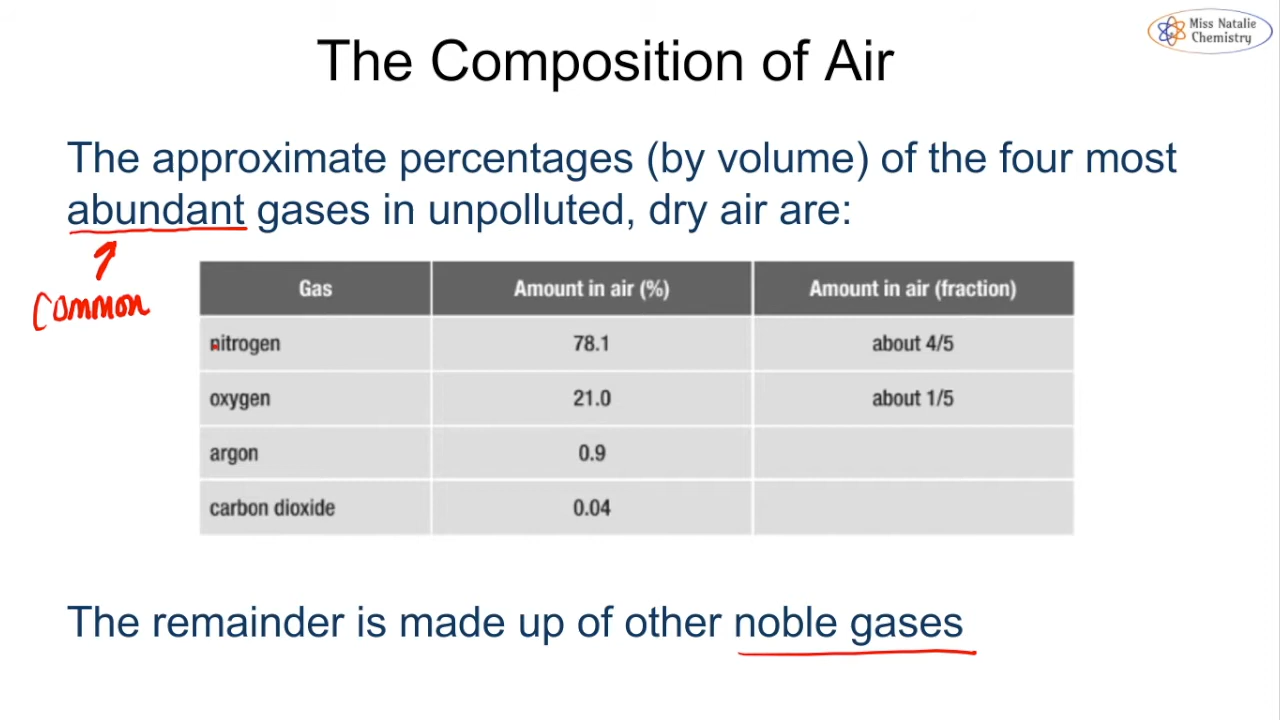 Miss Natalie
Chemistry
The Composition of Air
The approximate percentages (by volume) of the four most
abundant gases in unpolluted, dry air are:
common
Gas Amount in air (%) Amount in air (fraction)
nitrogen 78.1 about 4/5
oxygen 21.0 about 1/5
argon 0.9
carbon dioxide 0.04
The remainder is made up of other noble gases